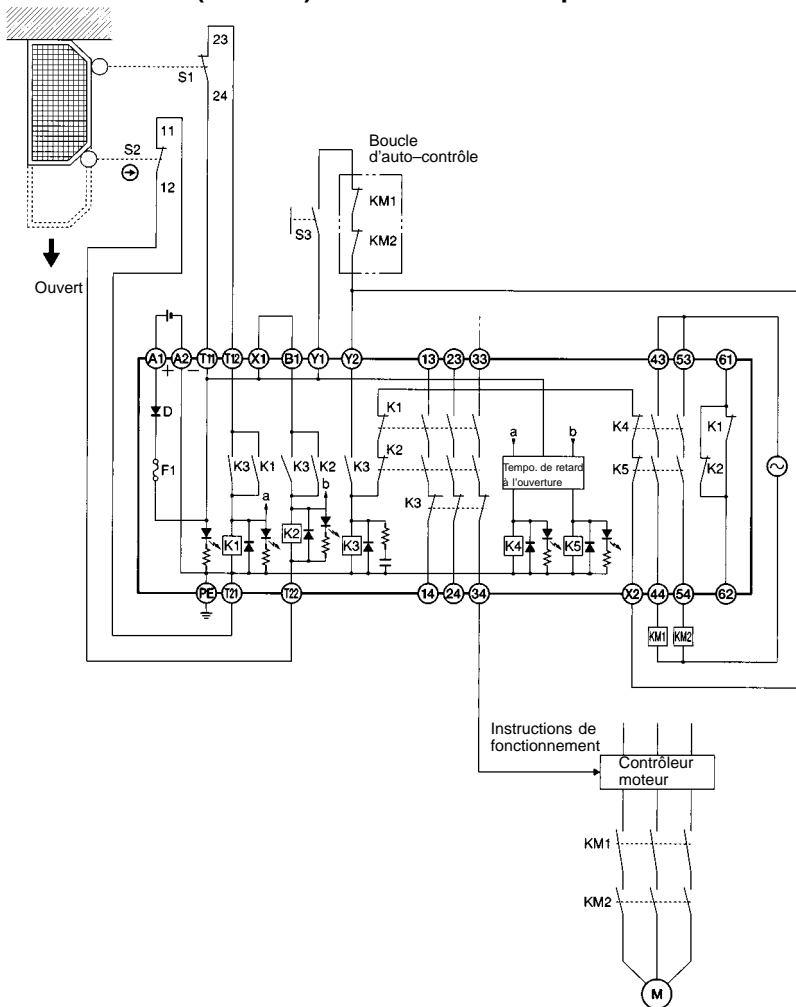 23
S1
24
11
S2
12
Ouvert
Boucle
d'auto–contrôle
KM1
S3
KM2
A1 A2 T11 T12 X1 B1 Y1 Y2 13 23 33 43 53 61
+ –
D
F1
K3 K1 K3 K2 K3
K1
K2
K3
a b
Tempo. de retard
à l'ouverture
K4
K5
K1
K2
a
b
K1 K2 K3 K4 K5
PE T21 T22 14 24 34 X2 44 54 62
KM1 KM2
Instructions de
fonctionnement
Contrôleur
moteur
KM1
KM2
M